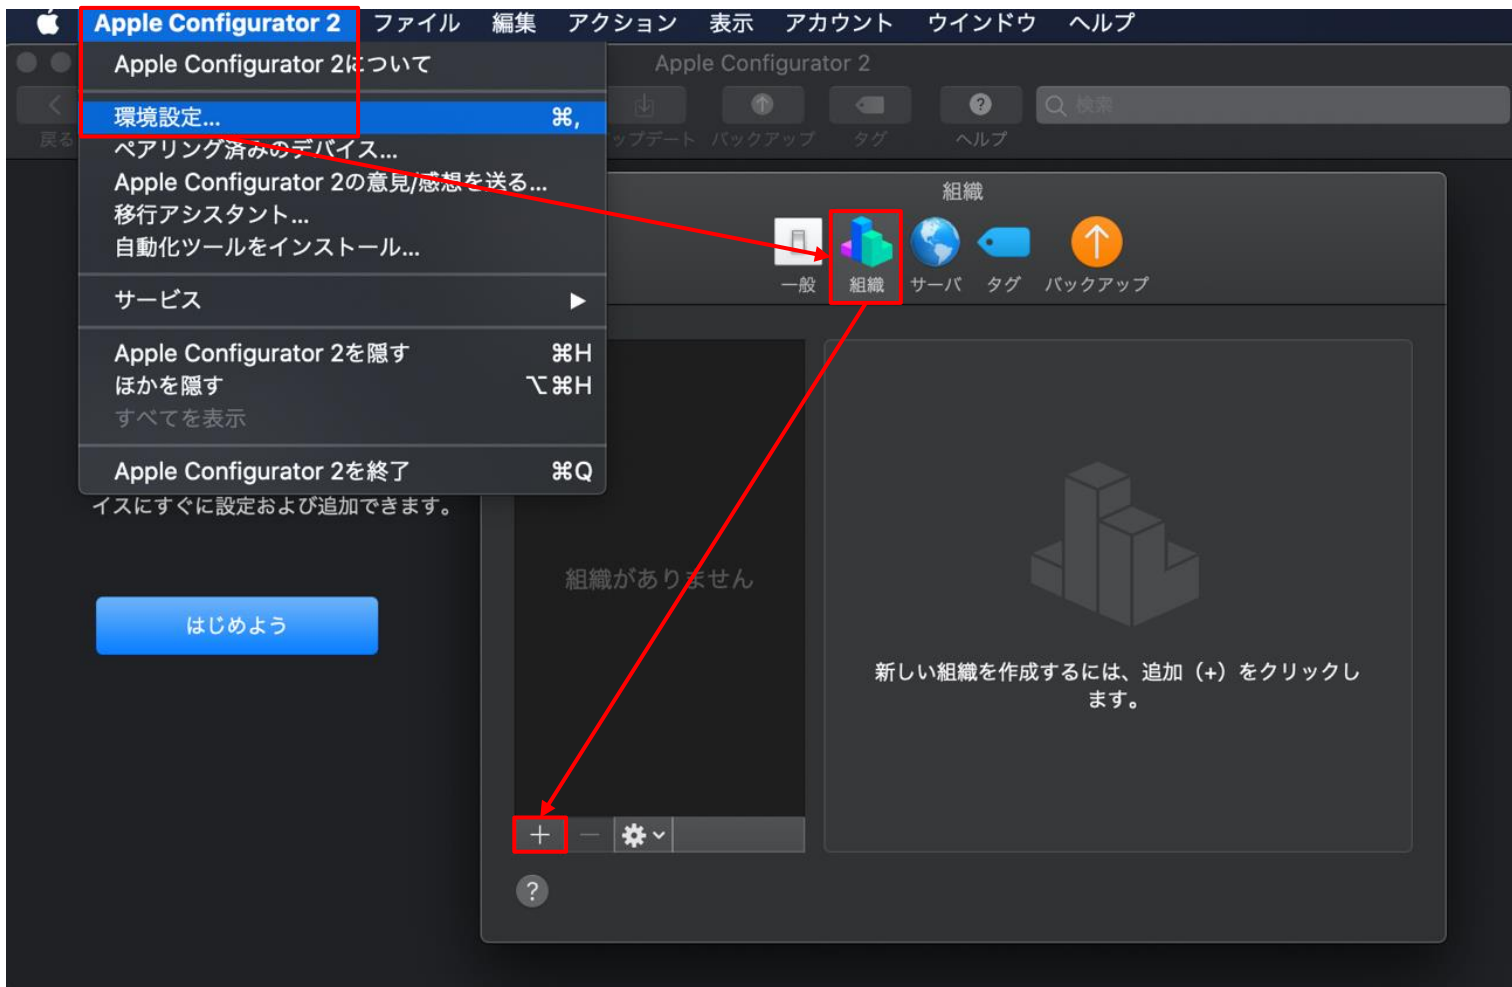 Apple Configurator 2 ファイル 編集 アクション 表示 アカウント ウインドウ ヘルプ
Apple Configurator 2について
環境設定... ⌘,
ペアリング済みのデバイス...
Apple Configurator 2の意見/感想を送る...
移行アシスタント...
自動化ツールをインストール...
サービス ▶
Apple Configurator 2を隠す ⌘H
ほかを隠す ⌥⌘H
すべてを表示
Apple Configurator 2を終了 ⌘Q
Apple Configurator 2
検索
戻る ップデート バックアップ タグ ヘルプ
組織
一般 組織 サーバ タグ バックアップ
イスにすぐに設定および追加できます。
はじめよう
組織がありません
新しい組織を作成するには、追加（+）をクリックし
ます。
?